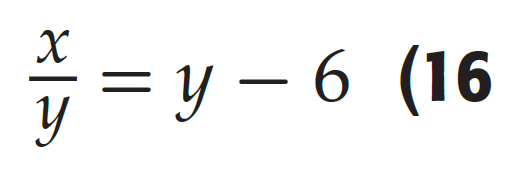 x/y = y − 6 (16